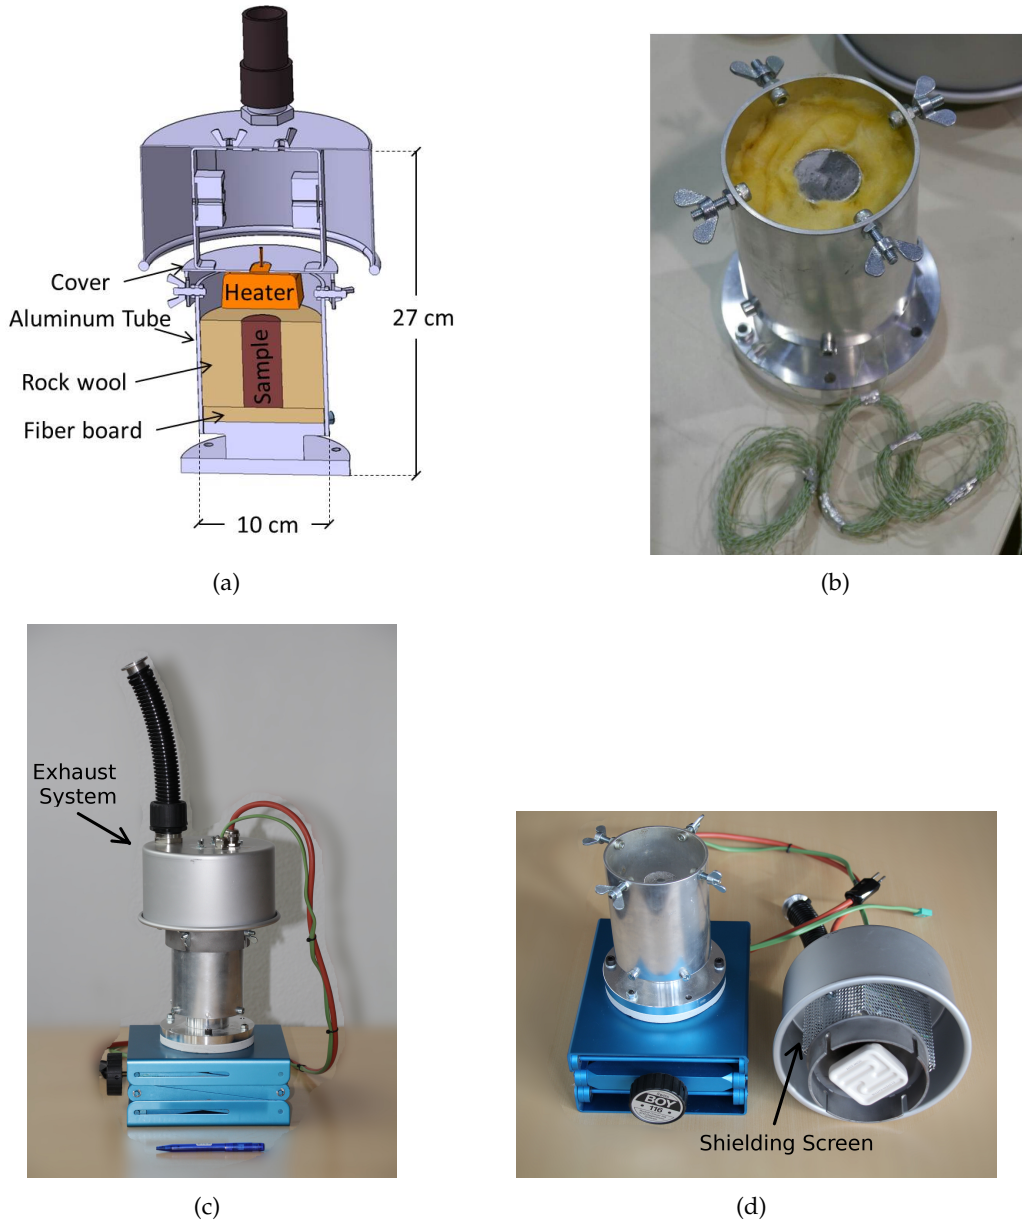 Cover
Heater
Aluminum Tube
27 cm
Sample
Rock wool
Fiber board
10 cm
(a)
(b)
Exhaust
System
(c)
BOY
116
Shielding Screen
(d)